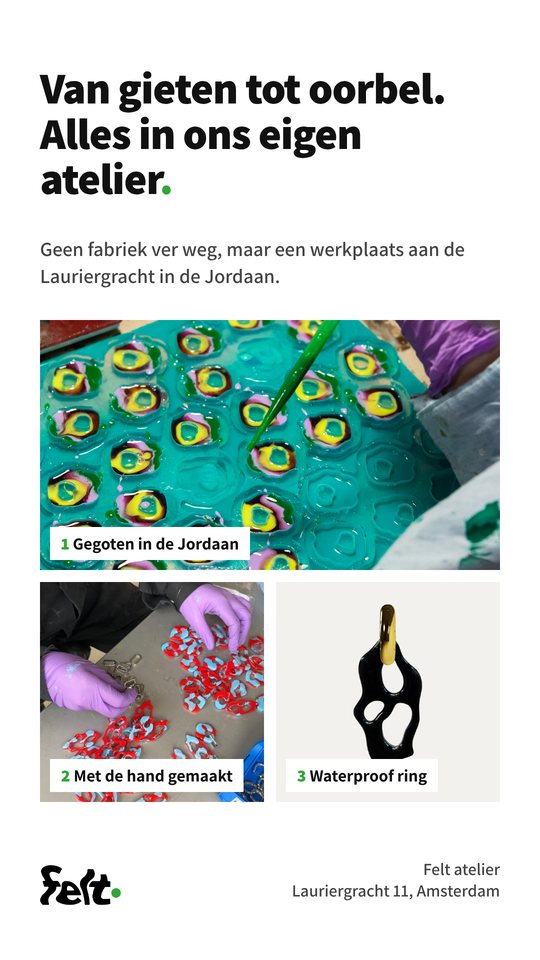 Van gieten tot oorbel.
Alles in ons eigen
atelier.
Geen fabriek ver weg, maar een werkplaats aan de
Lauriergracht in de Jordaan.
1 Gegoten in de Jordaan
2 Met de hand gemaakt
3 Waterproof ring
felt.
Felt atelier
Lauriergracht 11, Amsterdam